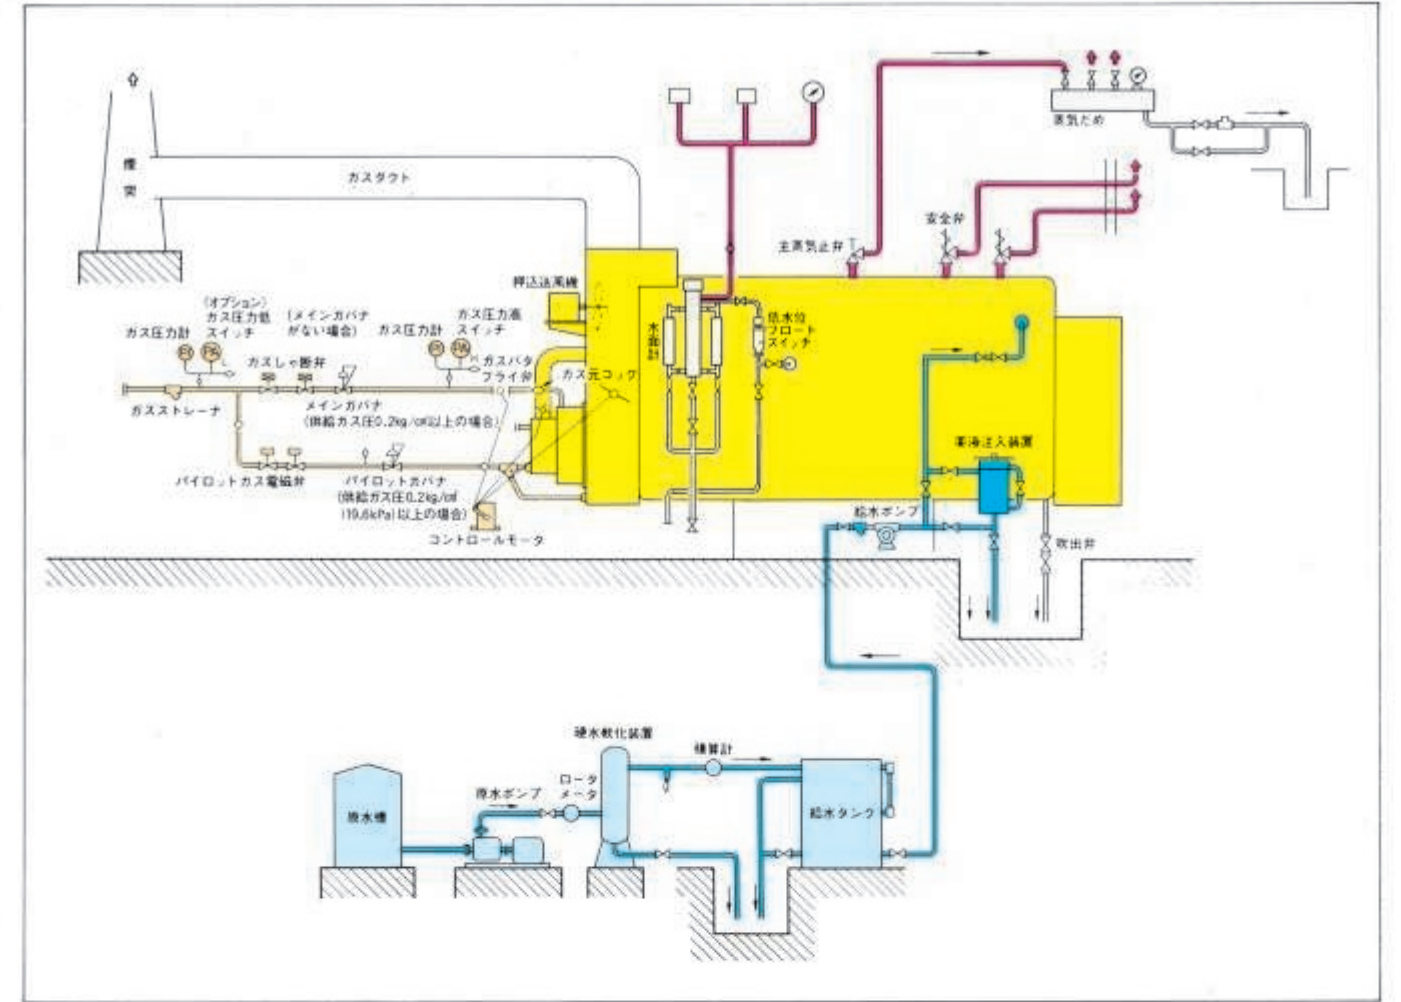 煙
突
ガスダクト
蒸気だめ
安全弁
主蒸気止弁
押込送風機
(オプション)
ガス圧力低
スイッチ
ガス圧力計
(メインガバナ
がない場合)
ガス圧力計
ガス圧力高
スイッチ
ガスしゃ断弁
ガスバタ
フライ弁
ガス元コック
水面計
低水位
フロート
スイッチ
ガスストレーナ
メインガバナ
(供給ガス圧0.2kg/c㎡以上の場合)
パイロットガス電磁弁
パイロットガバナ
(供給ガス圧0.2kg/c㎡
(19.6kPa)以上の場合)
コントロールモータ
薬液注入装置
給水ポンプ
吹出弁
硬水軟化装置
積算計
ロータ
メータ
原水ポンプ
原水槽
給水タンク